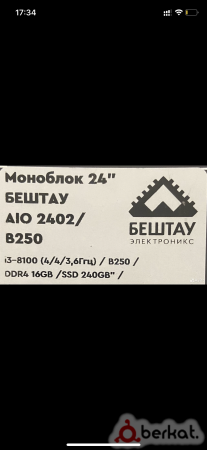 17:34
Моноблок 24"
БЕШТАУ
AIO 2402/
B250
БЕШТАУ
ЭЛЕКТРОНИКС
i3-8100 (4/4/3,6Ггц) / B250 /
DDR4 16GB /SSD 240GB" /
berkat.